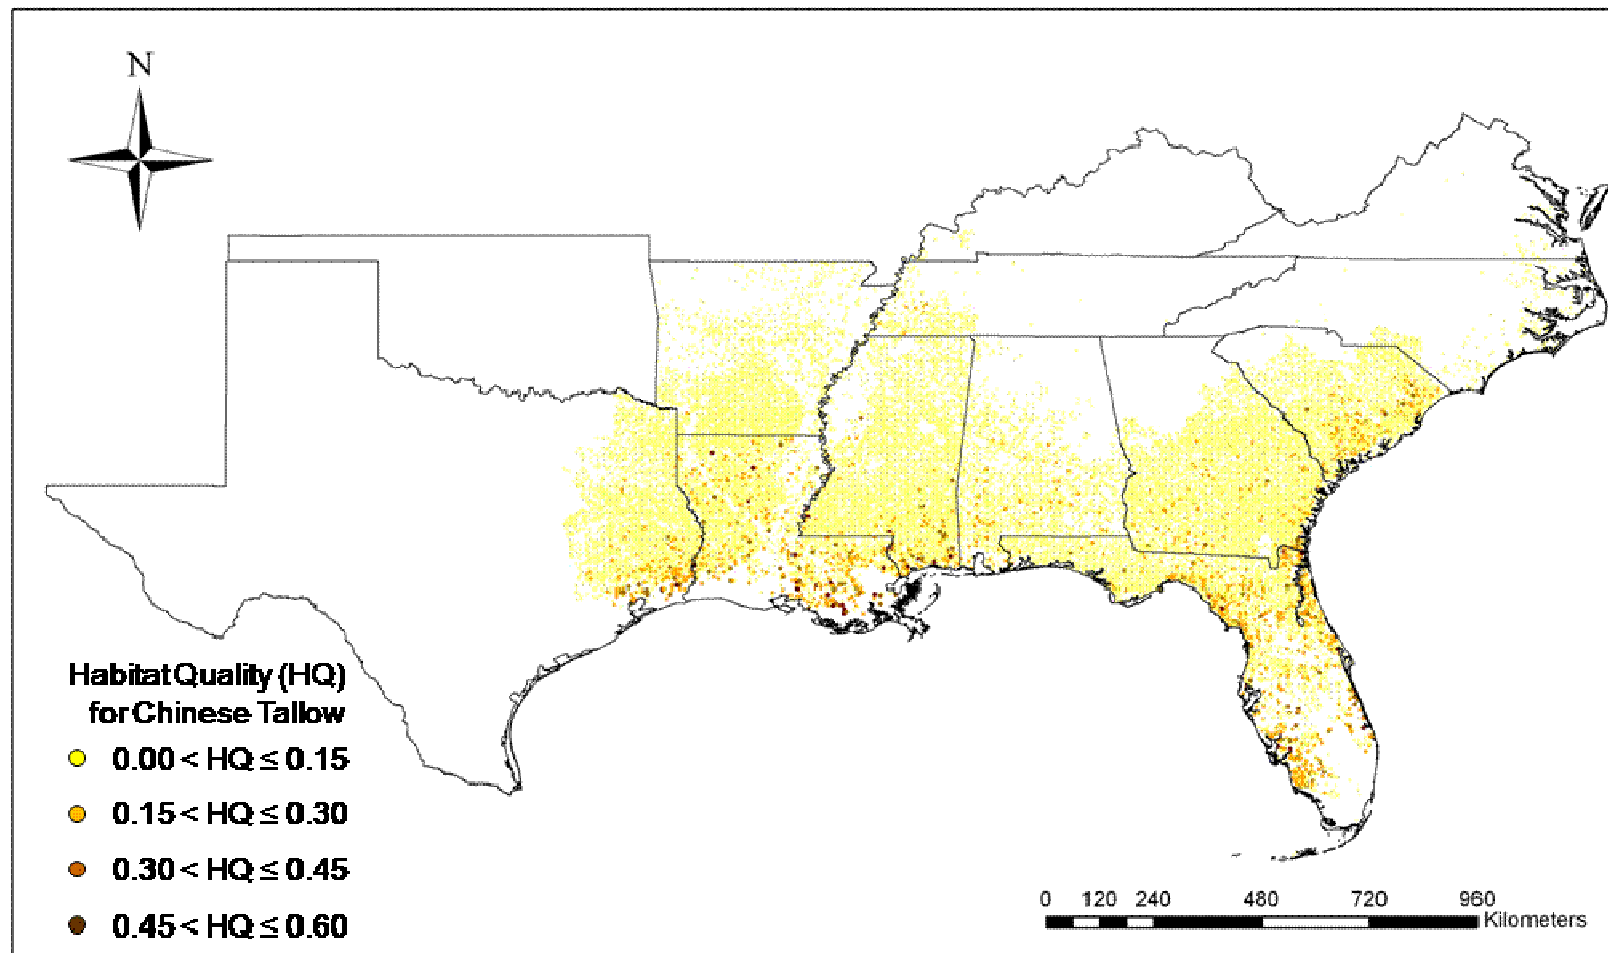 N
Habitat Quality (HQ)
for Chinese Tallow
0.00 < HQ ≤ 0.15
0.15 < HQ ≤ 0.30
0.30 < HQ ≤ 0.45
0.45 < HQ ≤ 0.60
0 120 240 480 720 960
Kilometers